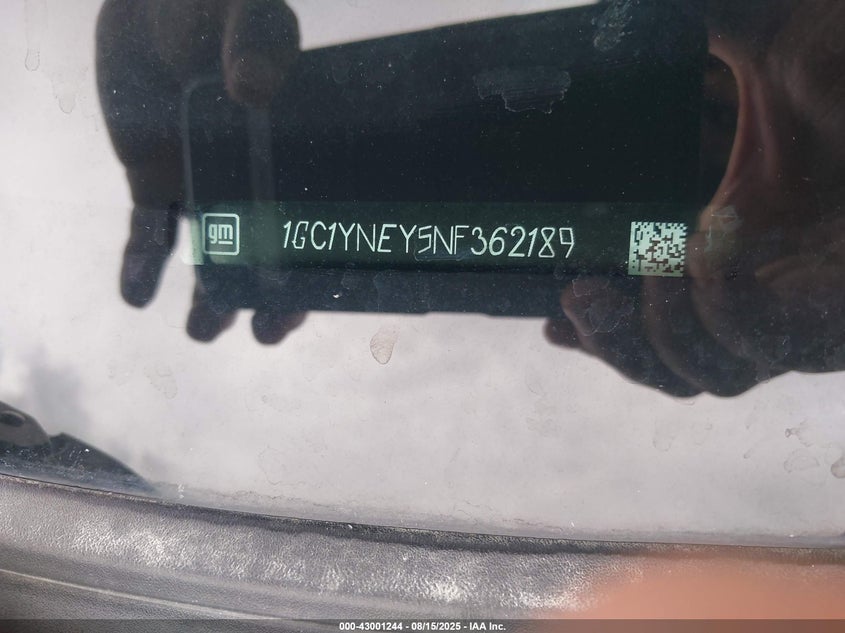 gm 1GC1YNEY5NF362189
000-43001244 - 08/15/2025 - IAA Inc.